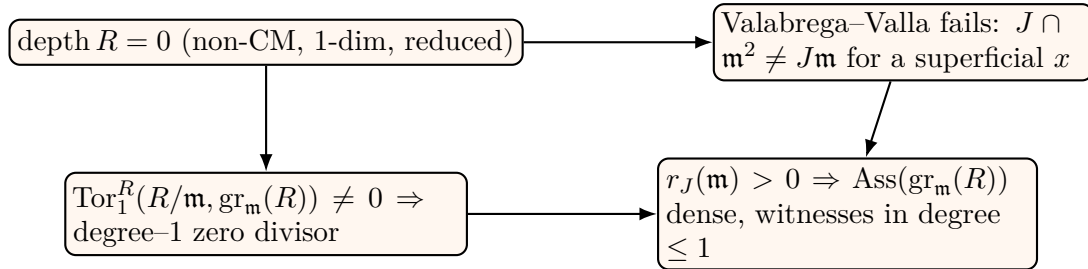 depth R = 0 (non-CM, 1-dim, reduced)
Valabrega–Valla fails: J ∩
𝔪² ≠ J𝔪 for a superficial x
Tor₁ᴿ(R/𝔪, gr_𝔪(R)) ≠ 0 ⇒
degree–1 zero divisor
r_J(𝔪) > 0 ⇒ Ass(gr_𝔪(R))
dense, witnesses in degree
≤ 1